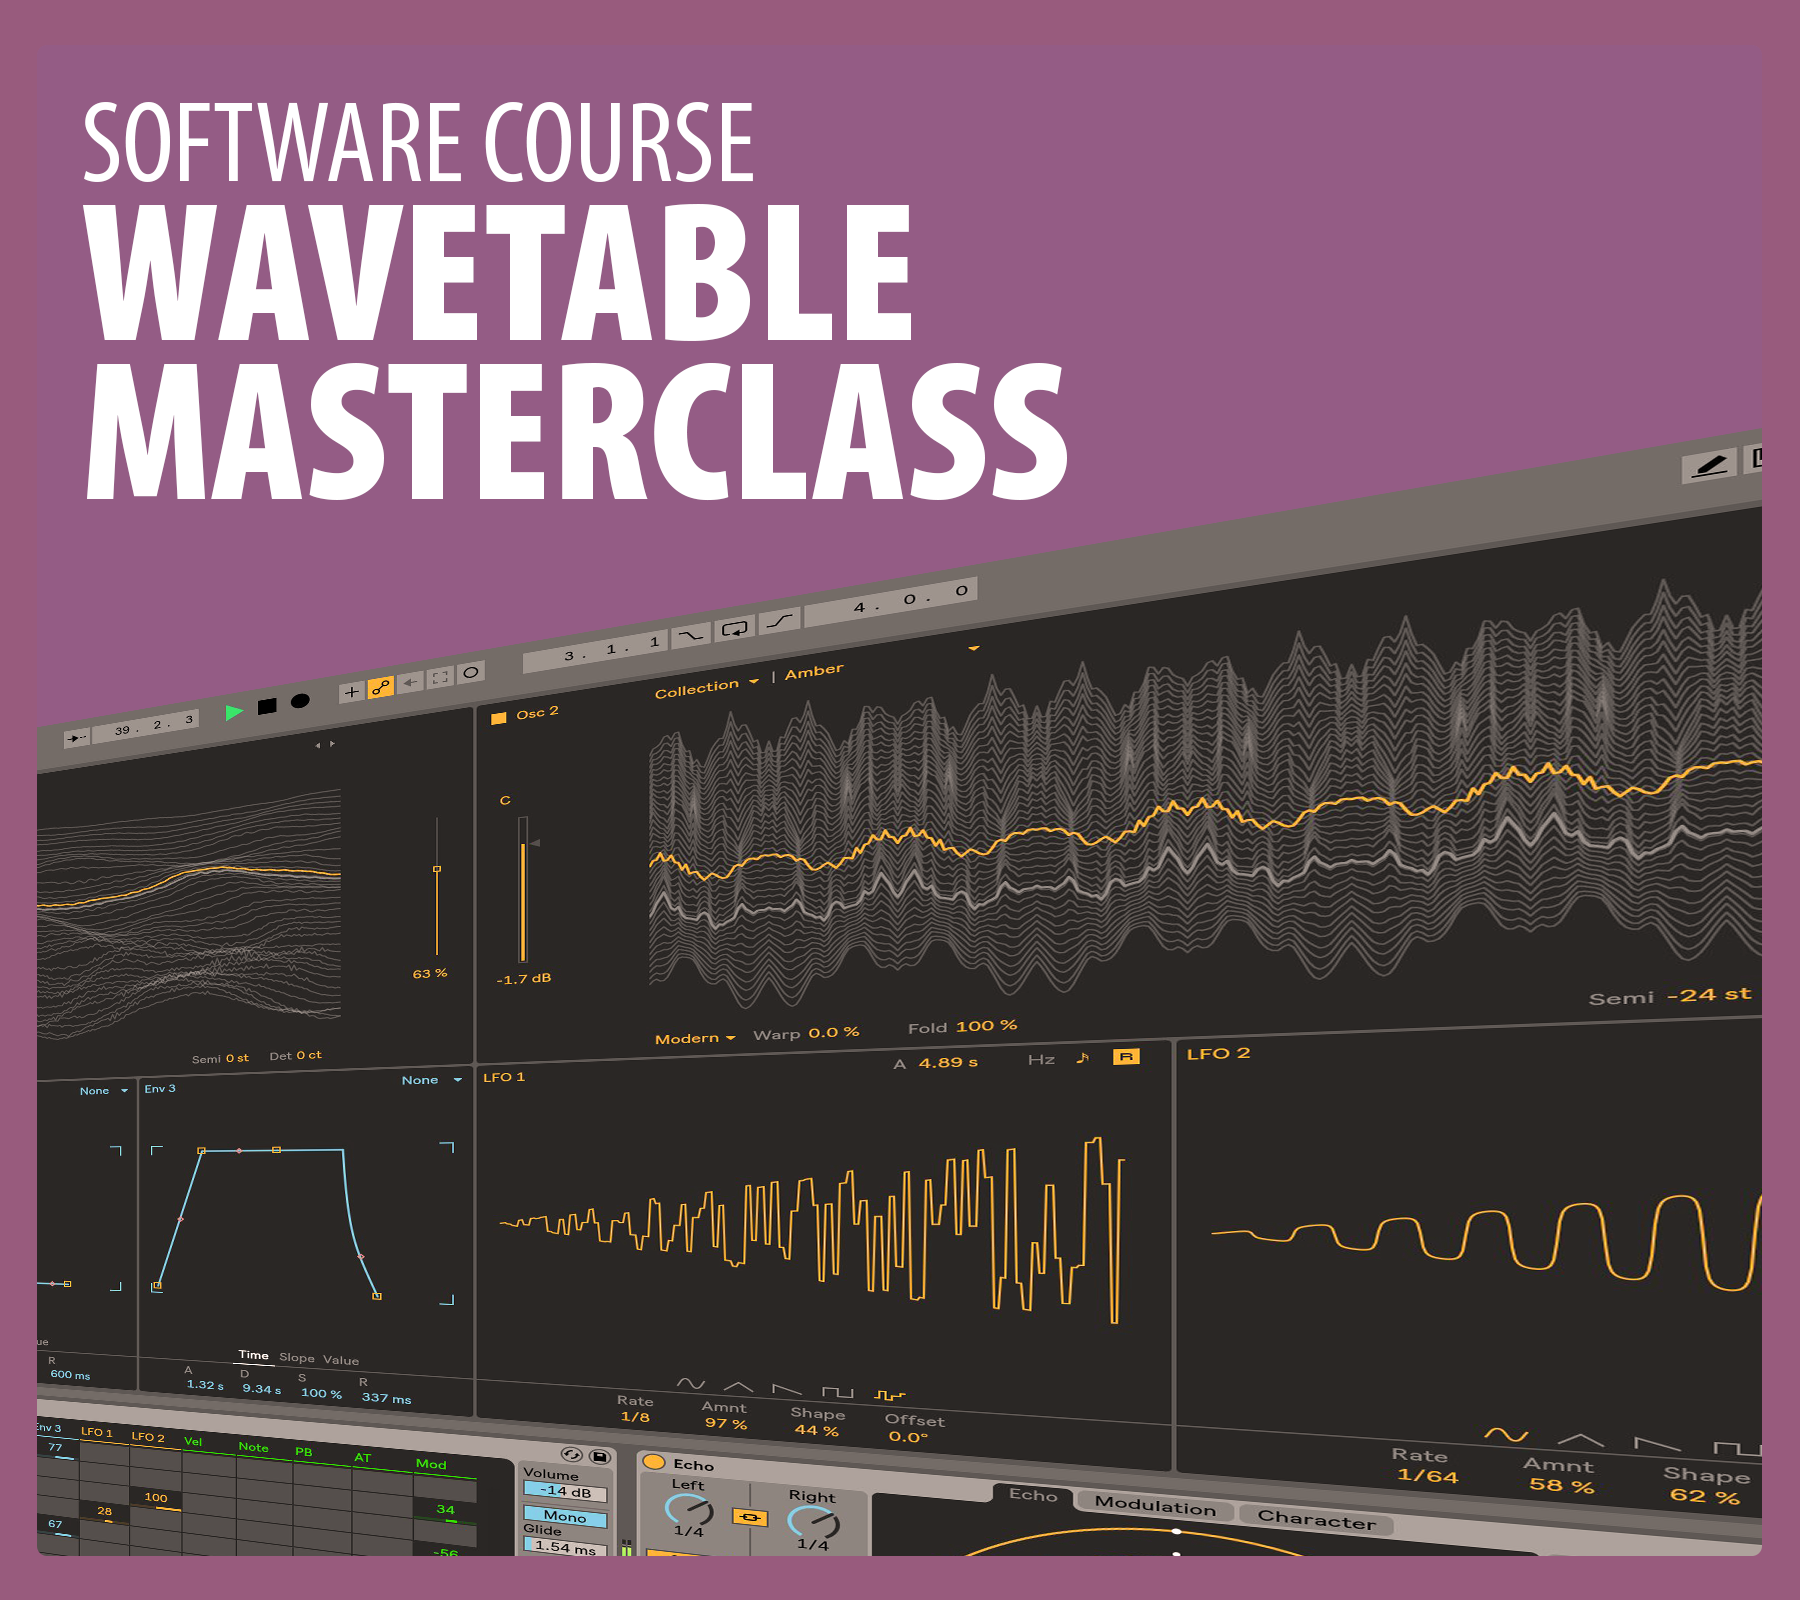 SOFTWARE COURSE
WAVETABLE
MASTERCLASS
39. 2. 3
3. 1. 1
4. 0. 0
Osc 2
Collection | Amber
C
63 %
-1.7 dB
Semi 0 st Det 0 ct
Modern Warp 0.0 % Fold 100 %
Semi -24 st
None
Env 3
None
LFO 1
A 4.89 s Hz R
LFO 2
Time Slope Value
R
600 ms
A D S R
1.32 s 9.34 s 100 % 337 ms
Rate Amnt Shape Offset
1/8 97 % 44 % 0.0°
Rate Amnt Shape
1/64 58 % 62 %
Env 3 LFO 1 LFO 2 Vel Note PB AT Mod
77
100
28
34
67
-56
Volume
-14 dB
Mono
Glide
1.54 ms
Echo
Left Right
1/4 1/4
Echo Modulation Character